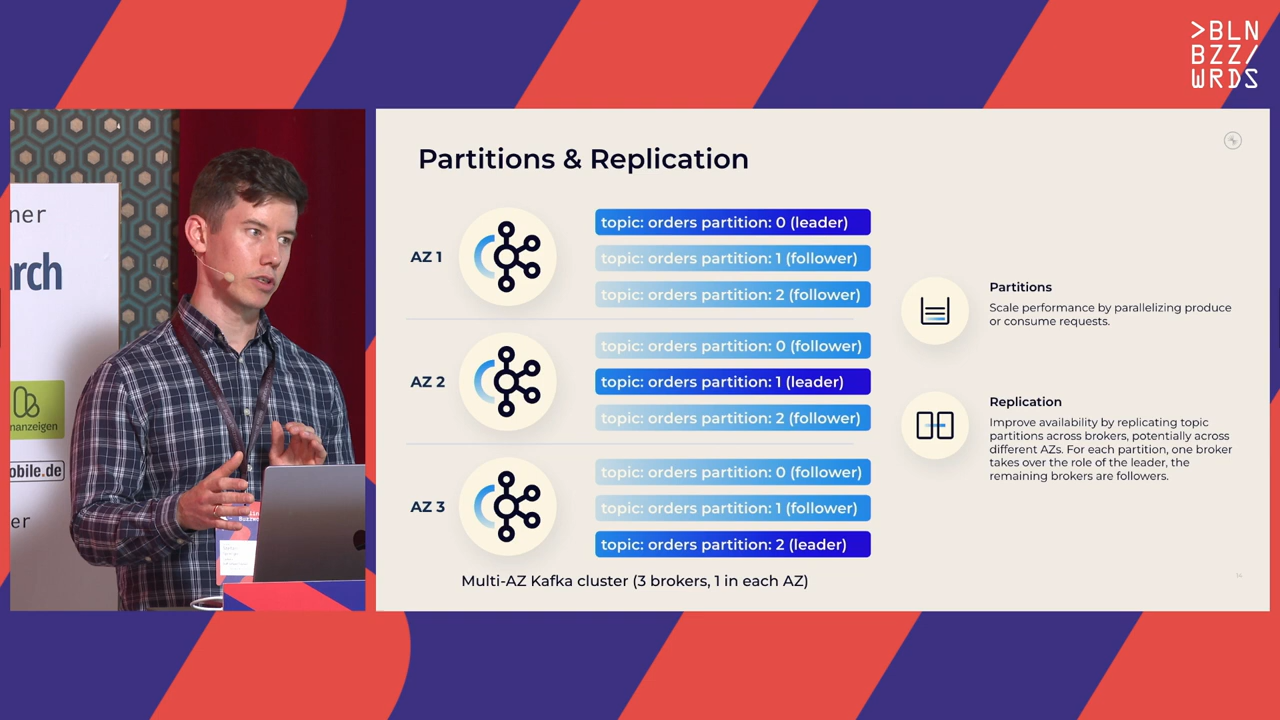 >BLN
BZZ/
WRDS
ner
arch
nanzeigen
obile.de
er
Partitions & Replication
AZ 1
topic: orders partition: 0 (leader)
topic: orders partition: 1 (follower)
topic: orders partition: 2 (follower)
AZ 2
topic: orders partition: 0 (follower)
topic: orders partition: 1 (leader)
topic: orders partition: 2 (follower)
AZ 3
topic: orders partition: 0 (follower)
topic: orders partition: 1 (follower)
topic: orders partition: 2 (leader)
Multi-AZ Kafka cluster (3 brokers, 1 in each AZ)
Partitions
Scale performance by parallelizing produce
or consume requests.
Replication
Improve availability by replicating topic
partitions across brokers, potentially across
different AZs. For each partition, one broker
takes over the role of the leader, the
remaining brokers are followers.